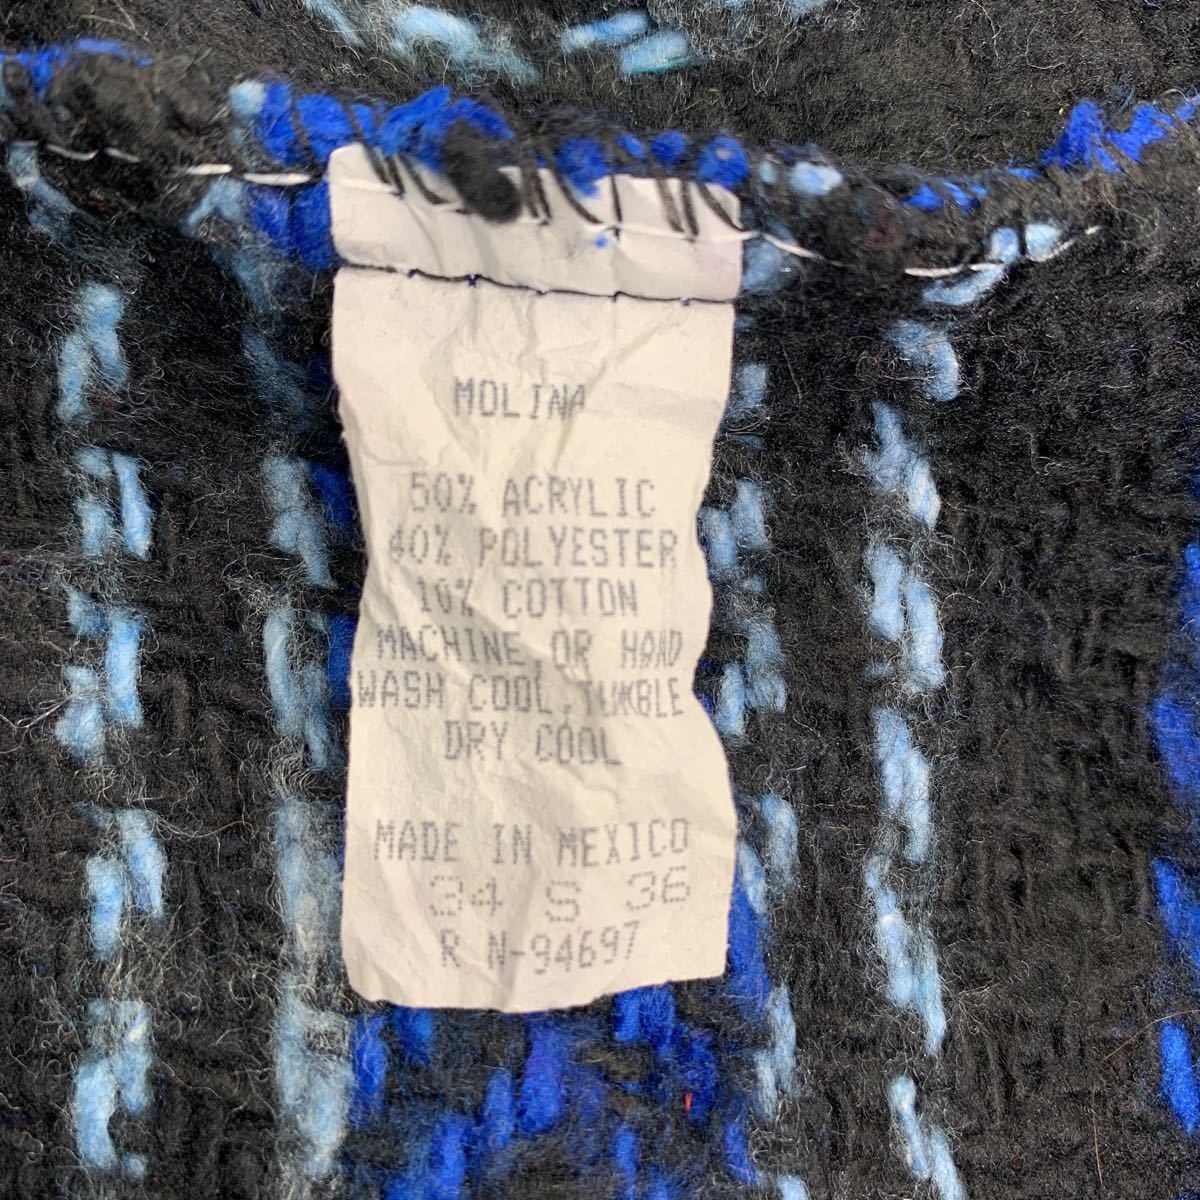 MOLINA
50% ACRYLIC
40% POLYESTER
10% COTTON
MACHINE OR HAND
WASH COOL, TUMBLE
DRY COOL
MADE IN MEXICO
34 S 36
R N-94697